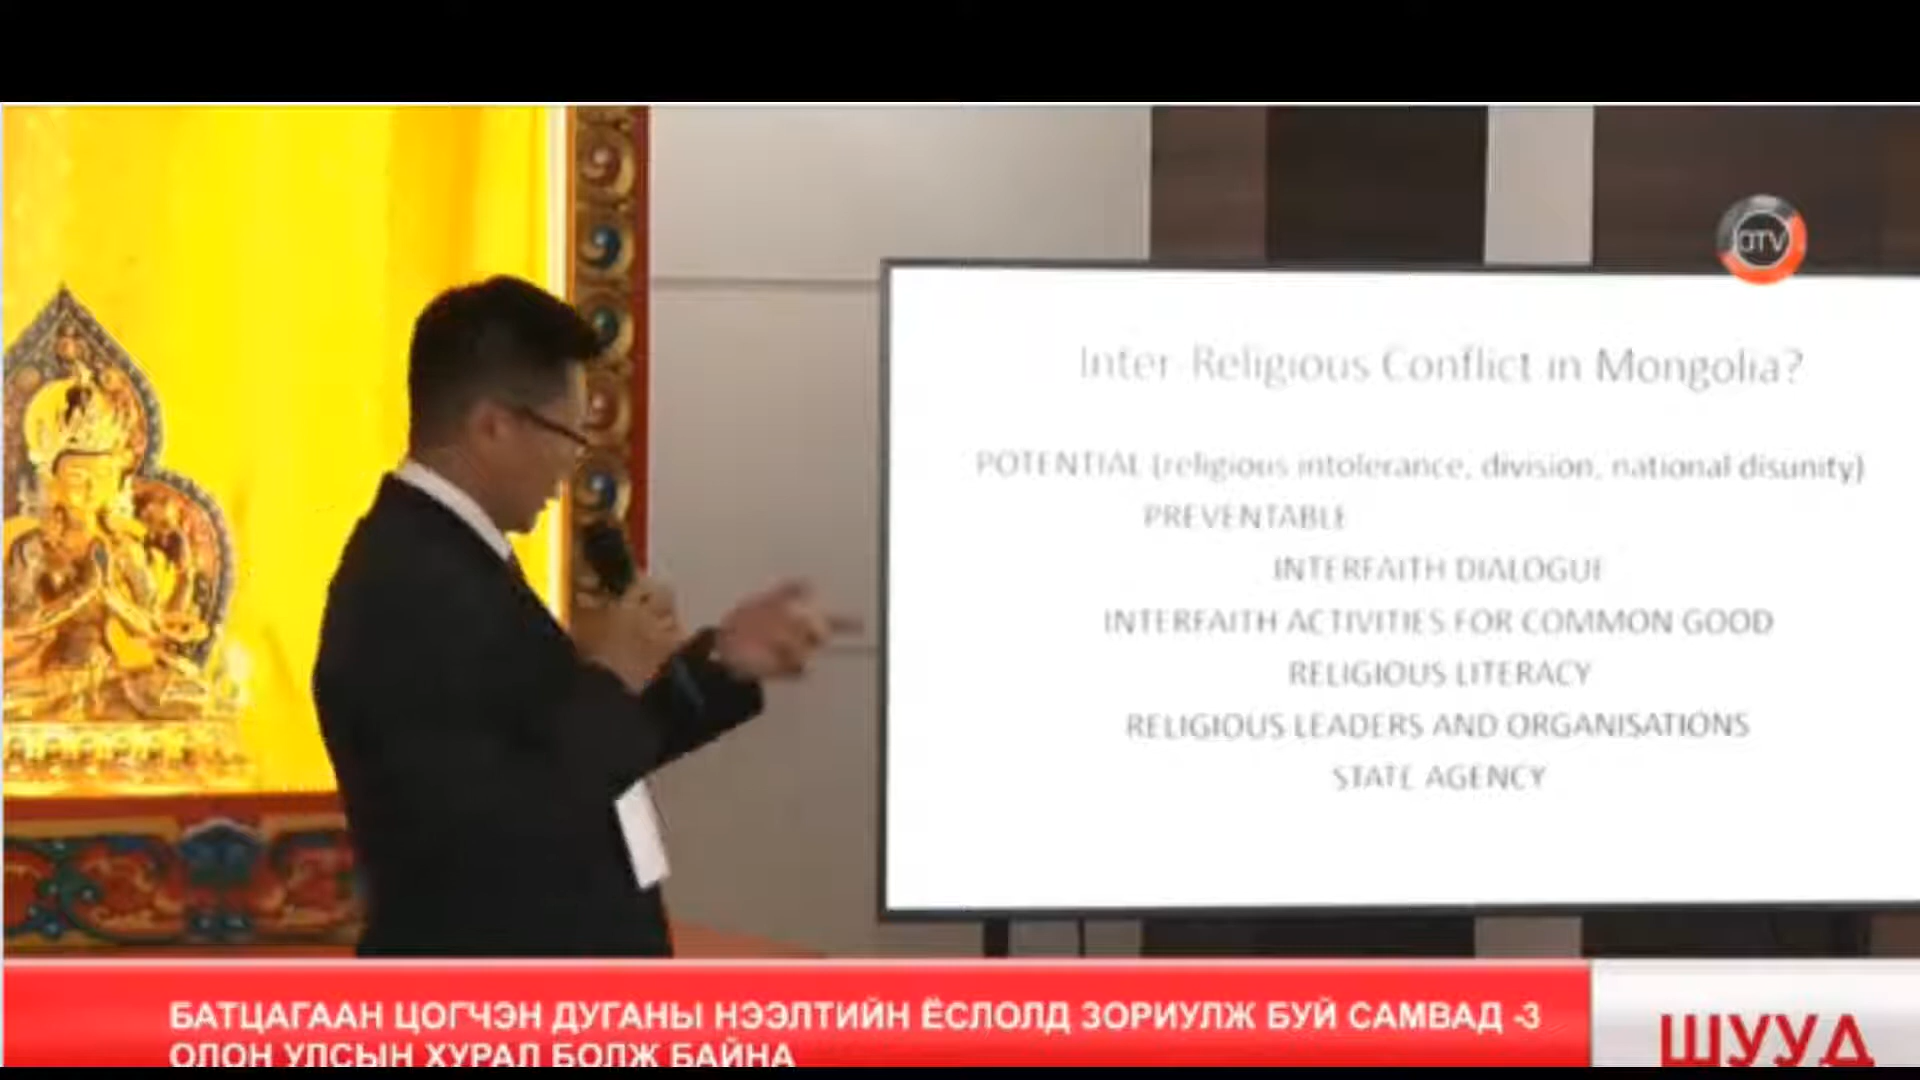 OTV
Inter-Religious Conflict in Mongolia?
POTENTIAL (religious intolerance, division, national disunity)
PREVENTABLE
INTERFAITH DIALOGUE
INTERFAITH ACTIVITIES FOR COMMON GOOD
RELIGIOUS LITERACY
RELIGIOUS LEADERS AND ORGANISATIONS
STATE AGENCY
БАТЦАГААН ЦОГЧЭН ДУГАНЫ НЭЭЛТИЙН ЁСЛОЛД ЗОРИУЛЖ БУЙ САМВАД -3
ОЛОН УЛСЫН ХУРАЛ БОЛЖ БАЙНА
ШУУД